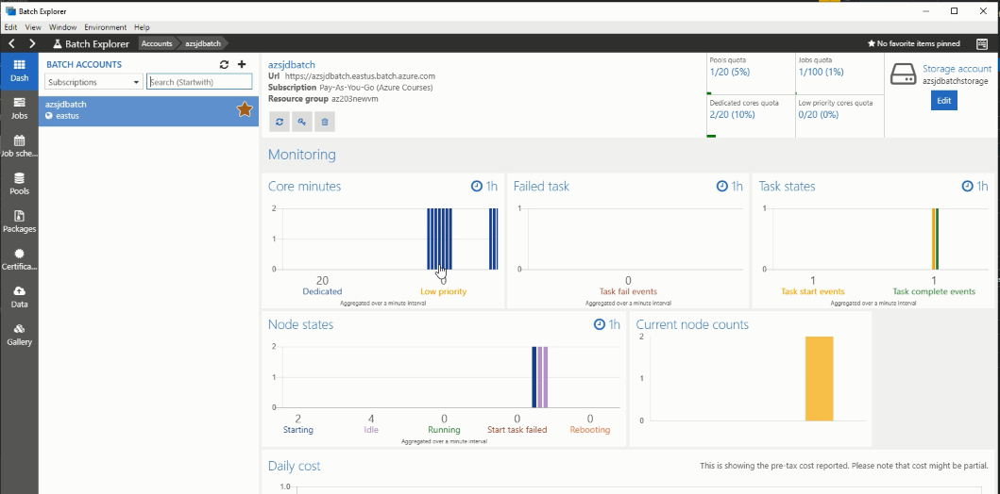 Batch Explorer
Edit View Window Environment Help
Batch Explorer Accounts azsjdbatch No favorite items pinned
Dash
Jobs
Job sche...
Pools
Packages
Certifica...
Data
Gallery
BATCH ACCOUNTS
Subscriptions Search (Startwith)
azsjdbatch
eastus
azsjdbatch
Url https://azsjdbatch.eastus.batch.azure.com
Subscription Pay-As-You-Go (Azure Courses)
Resource group az203newvm
Pools quota
1/20 (5%)
Jobs quota
1/100 (1%)
Dedicated cores quota
2/20 (10%)
Low priority cores quota
0/20 (0%)
Storage account
azsjdbatchstorage
Edit
Monitoring
Core minutes 1h
2
1
0
20 0
Dedicated Low priority
Aggregated over a minute interval
Failed task 1h
1
0
0
Task fail events
Aggregated over a minute interval
Task states 1h
1
0
1 1
Task start events Task complete events
Aggregated over a minute interval
Node states 1h
2
1
0
2 4 0 0 0
Starting Idle Running Start task failed Rebooting
Aggregated over a minute interval
Current node counts
2
1
0
Daily cost This is showing the pre-tax cost reported. Please note that cost might be partial.
1.0